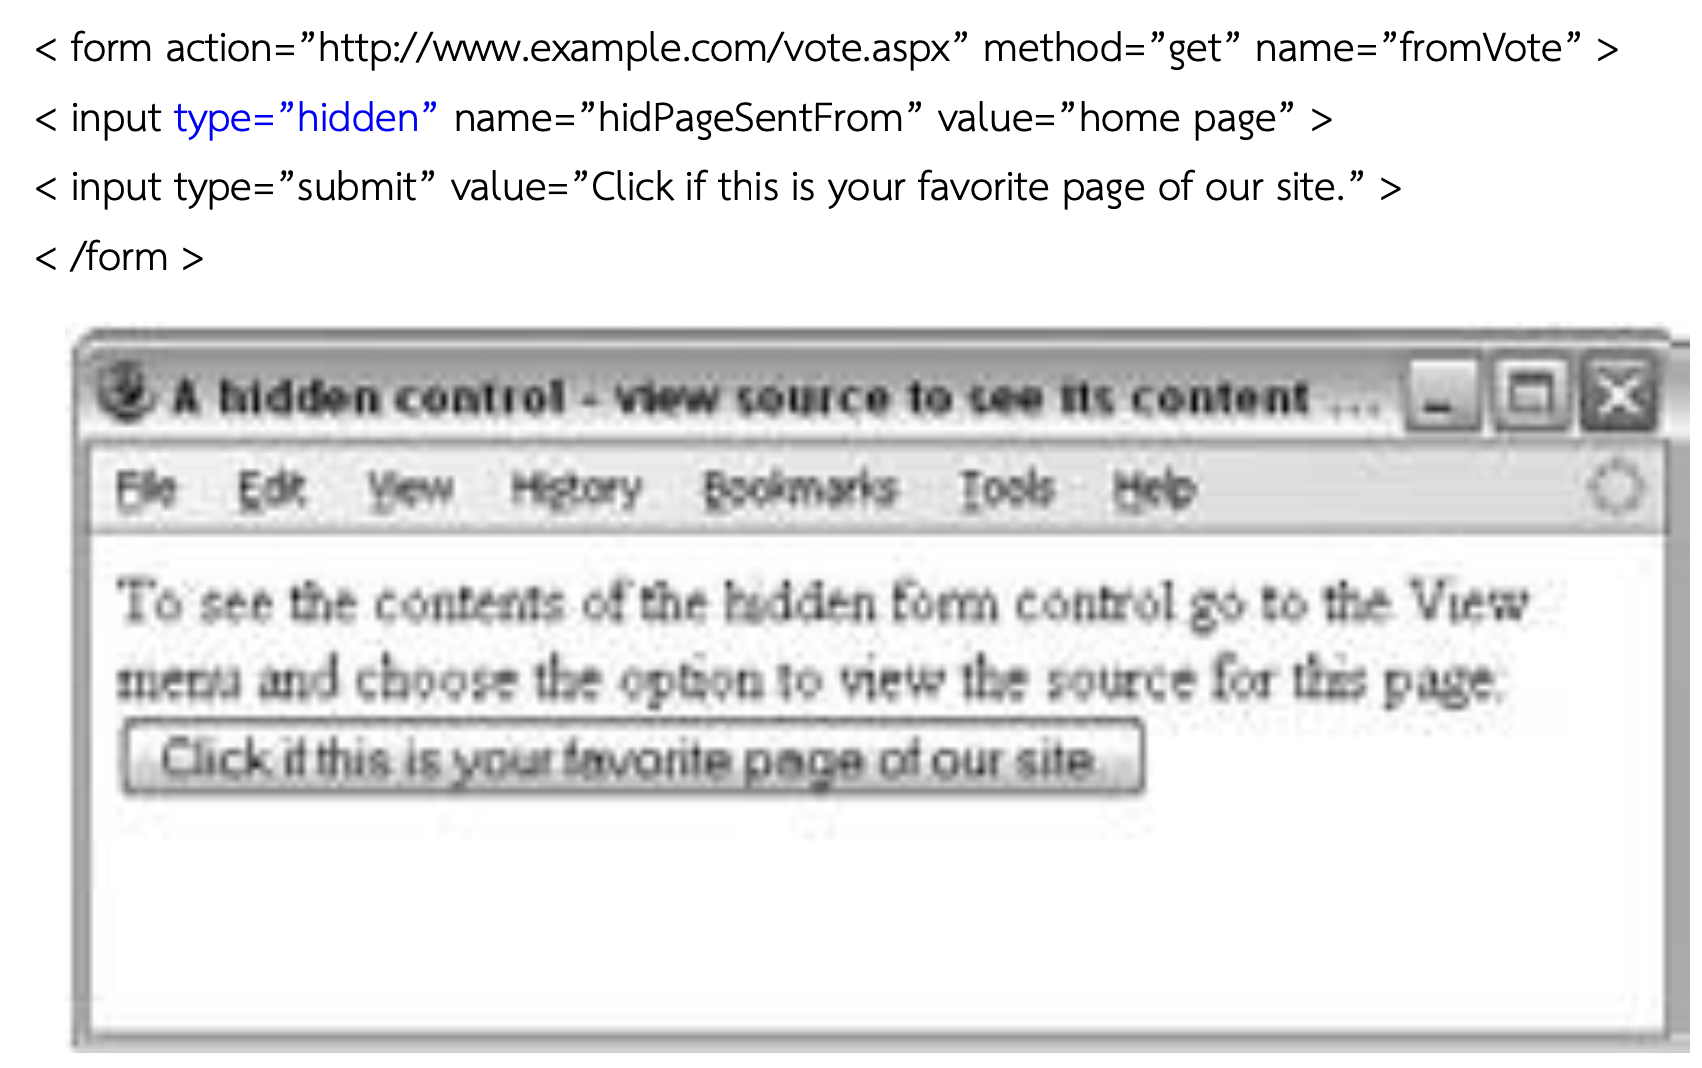 < form action=”http://www.example.com/vote.aspx” method=”get” name=”fromVote” >
< input type=”hidden” name=”hidPageSentFrom” value=”home page” >
< input type=”submit” value=”Click if this is your favorite page of our site.” >
< /form >
A hidden control - view source to see its content ...
File Edit View History Bookmarks Tools Help
To see the contents of the hidden form control go to the View
menu and choose the option to view the source for this page.
Click if this is your favorite page of our site.